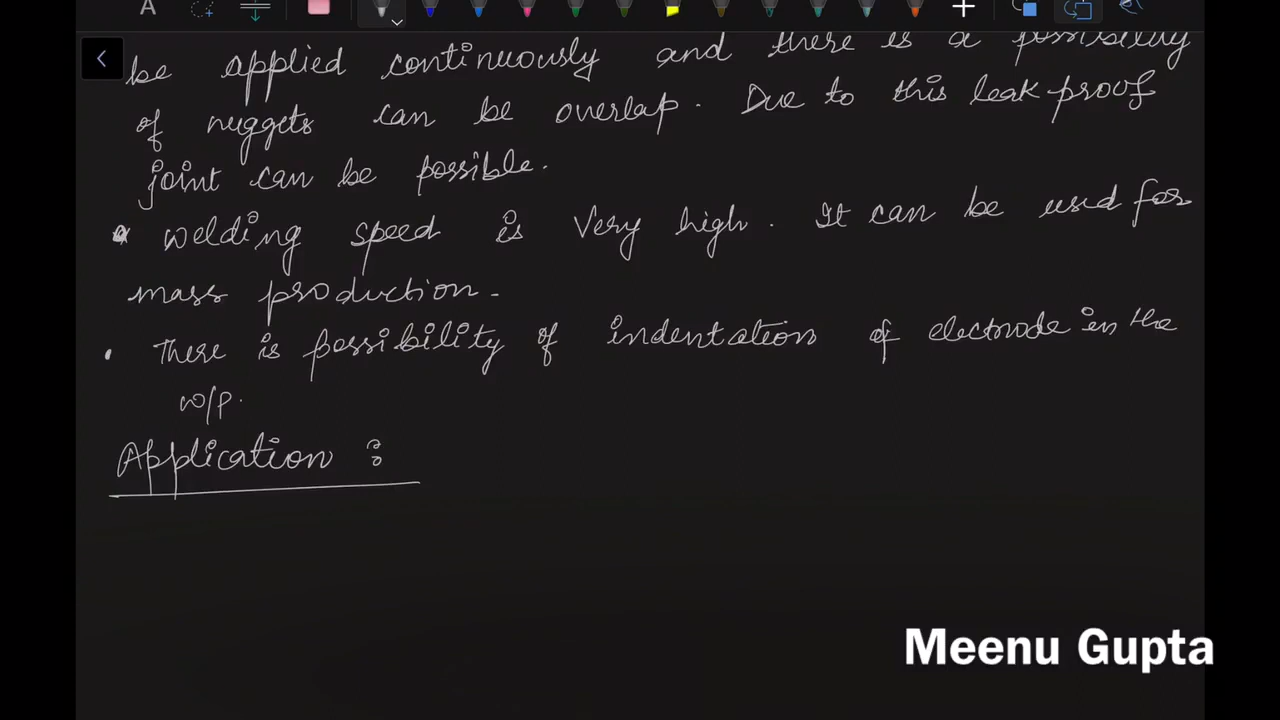 be applied continuously and there is a possibility
of nuggets can be overlap. Due to this leak proof
joint can be possible.
welding speed is very high. It can be used for
mass production.
• There is possibility of indentation of electrode in the
w/p.
Application :
Meenu Gupta